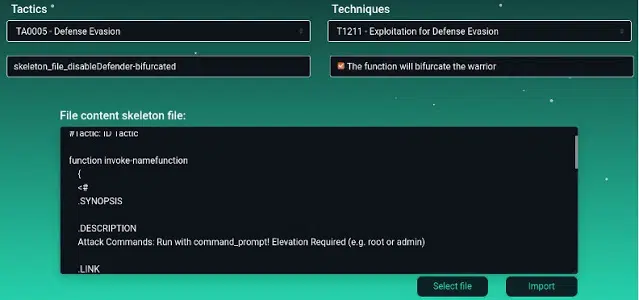 Tactics *
Techniques
TA0005 - Defense Evasion
T1211 - Exploitation for Defense Evasion
skeleton_file_disableDefender-bifurcated
The function will bifurcate the warrior
File content skeleton file:
#Tactic: ID Tactic
function invoke-namefunction
{
<#
.SYNOPSIS
.DESCRIPTION
Attack Commands: Run with command_prompt! Elevation Required (e.g. root or admin)
.LINK
Select file
Import